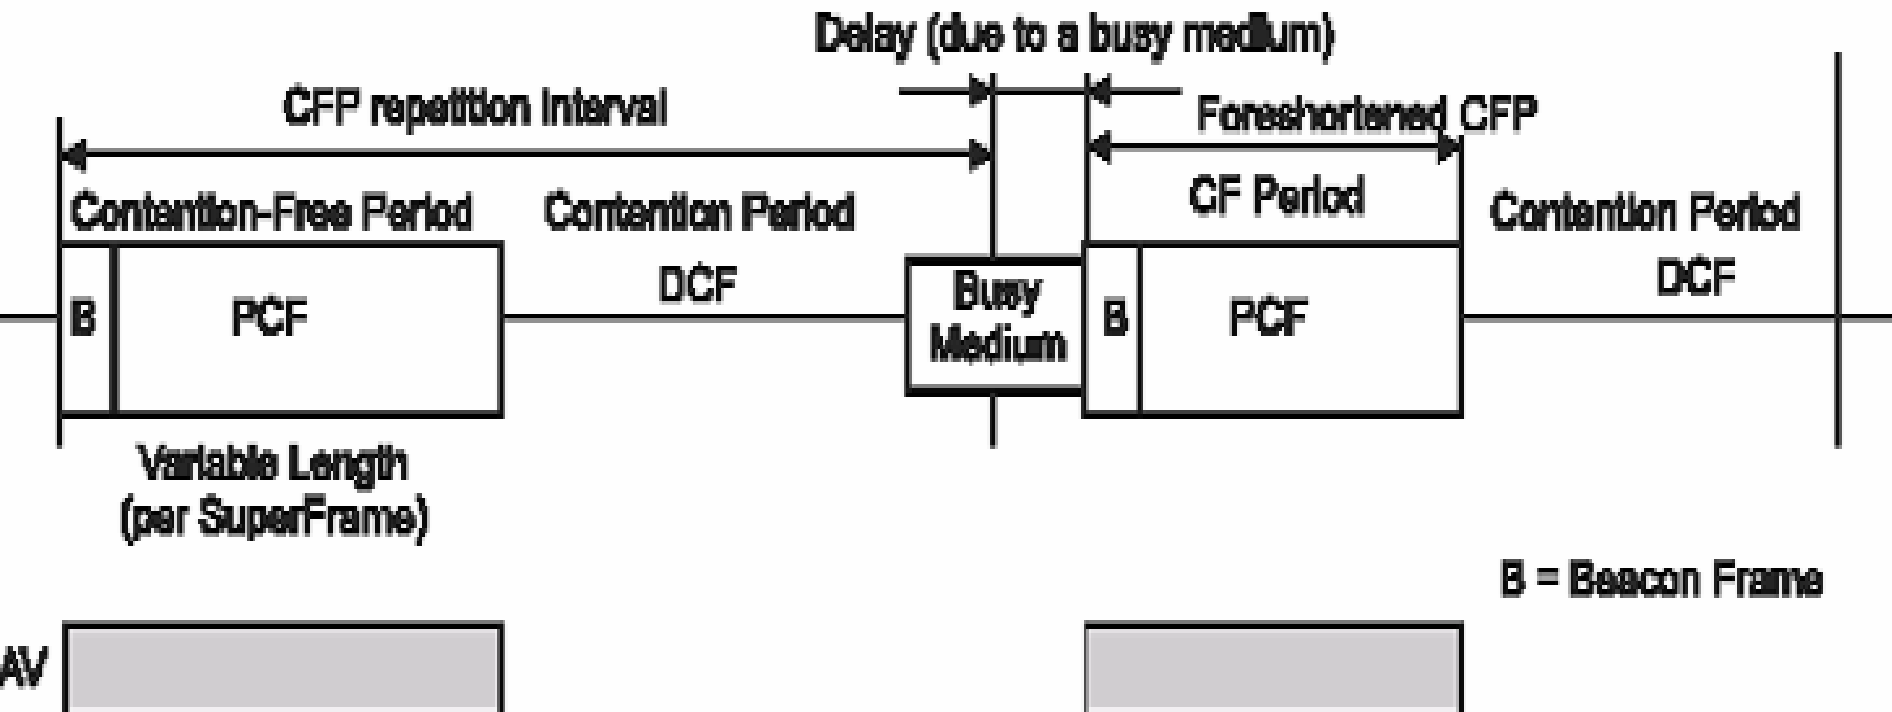 Delay (due to a busy medium)
CFP repetition Interval
Foreshortened CFP
Contention-Free Period
Contention Period
CF Period
Contention Period
B
PCF
DCF
Busy
Medium
B
PCF
DCF
Variable Length
(per SuperFrame)
B = Beacon Frame
AV